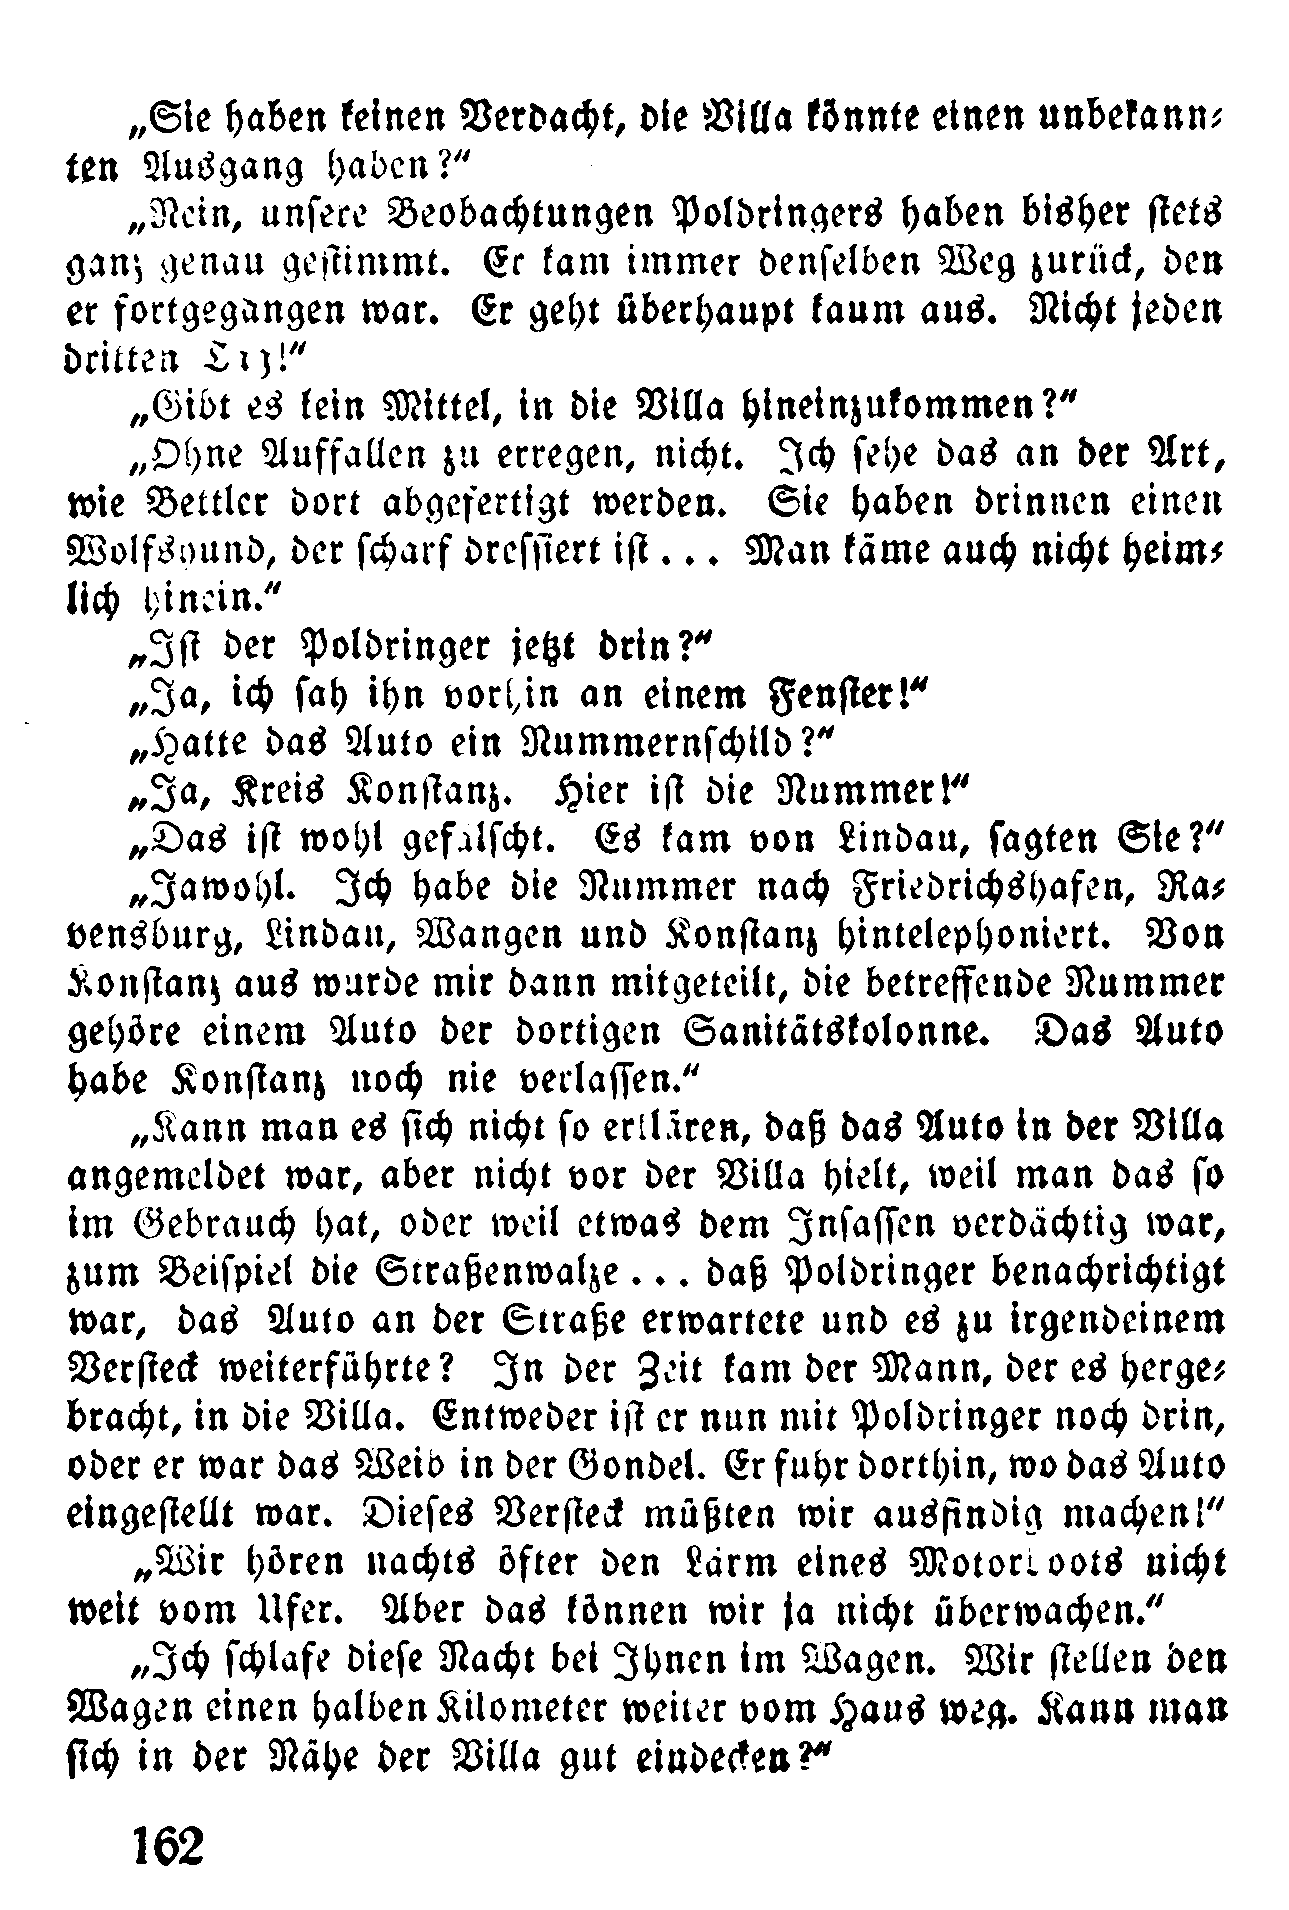 „Sie haben keinen Verdacht, die Villa könnte einen unbekann-
ten Ausgang haben?“
„Nein, unsere Beobachtungen Poldringers haben bisher stets
ganz genau gestimmt. Er kam immer denselben Weg zurück, den
er fortgegangen war. Er geht überhaupt kaum aus. Nicht jeden
dritten Tag!“
„Gibt es kein Mittel, in die Villa hineinzukommen?“
„Ohne Auffallen zu erregen, nicht. Ich sehe das an der Art,
wie Bettler dort abgefertigt werden. Sie haben drinnen einen
Wolfshund, der scharf dressiert ist... Man käme auch nicht heim-
lich hinein.“
„Ist der Poldringer jetzt drin?“
„Ja, ich sah ihn vorhin an einem Fenster!“
„Hatte das Auto ein Nummernschild?“
„Ja, Kreis Konstanz. Hier ist die Nummer!“
„Das ist wohl gefälscht. Es kam von Lindau, sagten Sie?“
„Jawohl. Ich habe die Nummer nach Friedrichshafen, Ra-
vensburg, Lindau, Wangen und Konstanz hintelephoniert. Von
Konstanz aus wurde mir dann mitgeteilt, die betreffende Nummer
gehöre einem Auto der dortigen Sanitätskolonne. Das Auto
habe Konstanz noch nie verlassen.“
„Kann man es sich nicht so erklären, daß das Auto in der Villa
angemeldet war, aber nicht vor der Villa hielt, weil man das so
im Gebrauch hat, oder weil etwas dem Insassen verdächtig war,
zum Beispiel die Straßenwalze... daß Poldringer benachrichtigt
war, das Auto an der Straße erwartete und es zu irgendeinem
Versteck weiterführte? In der Zeit kam der Mann, der es herge-
bracht, in die Villa. Entweder ist er nun mit Poldringer noch drin,
oder er war das Weib in der Gondel. Er fuhr dorthin, wo das Auto
eingestellt war. Dieses Versteck müßten wir ausfindig machen!“
„Wir hören nachts öfter den Lärm eines Motorboots nicht
weit vom Ufer. Aber das können wir ja nicht überwachen.“
„Ich schlafe diese Nacht bei Ihnen im Wagen. Wir stellen den
Wagen einen halben Kilometer weiter vom Haus weg. Kann man
sich in der Nähe der Villa gut eindecken?“
162